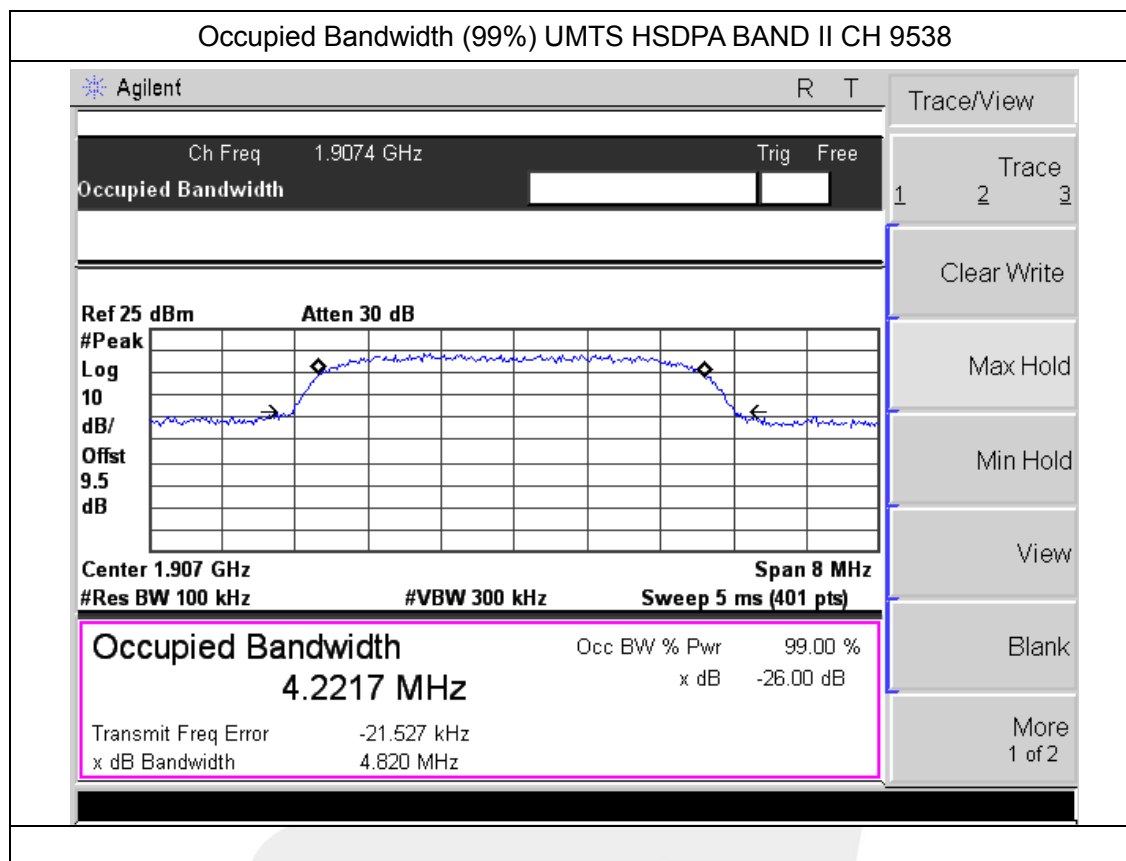 Occupied Bandwidth (99%) UMTS HSDPA BAND II CH 9538
Agilent R T
Trace/View
Ch Freq 1.9074 GHz Trig Free
Occupied Bandwidth
Trace
1 2 3
Clear Write
Ref 25 dBm Atten 30 dB
#Peak
Log
10
dB/
Offst
9.5
dB
Max Hold
Min Hold
Center 1.907 GHz Span 8 MHz
#Res BW 100 kHz #VBW 300 kHz Sweep 5 ms (401 pts)
View
Occupied Bandwidth Occ BW % Pwr 99.00 %
4.2217 MHz x dB -26.00 dB
Blank
Transmit Freq Error -21.527 kHz
x dB Bandwidth 4.820 MHz
More
1 of 2